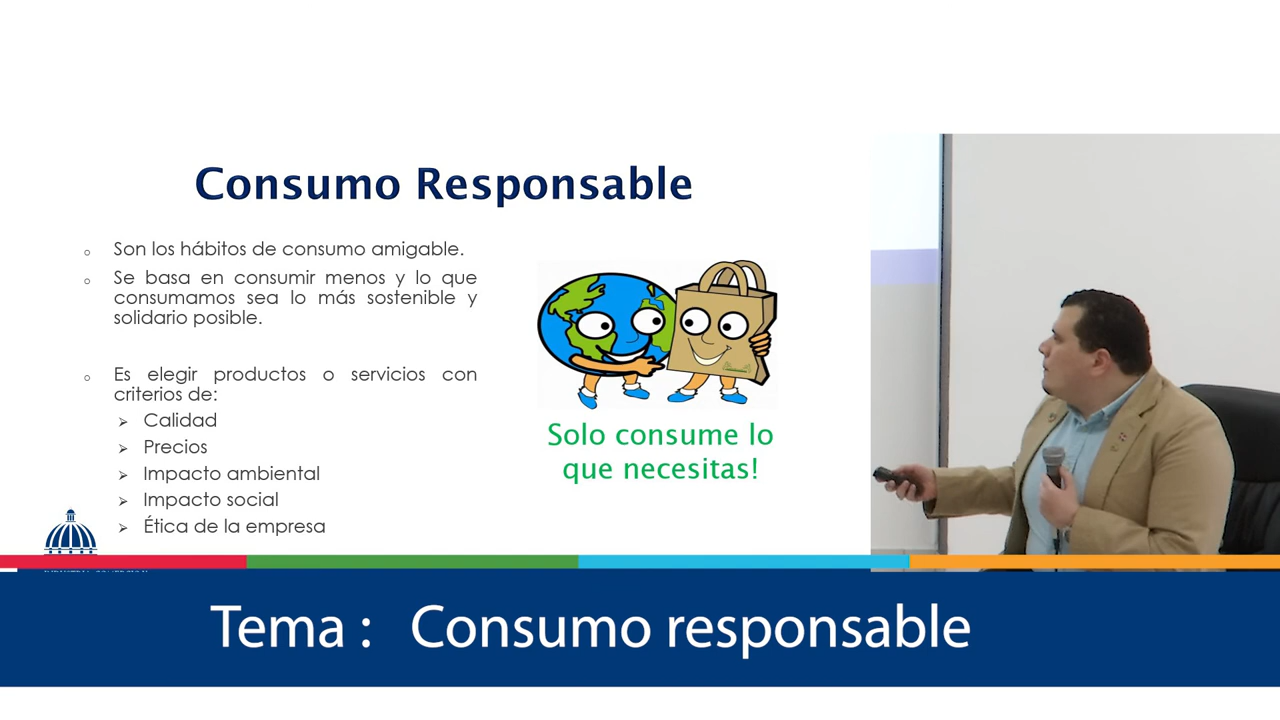 Consumo Responsable
Son los hábitos de consumo amigable.
Se basa en consumir menos y lo que
consumamos sea lo más sostenible y
solidario posible.
Es elegir productos o servicios con
criterios de:
Calidad
Precios
Impacto ambiental
Impacto social
Ética de la empresa
Solo consume lo
que necesitas!
Tema : Consumo responsable